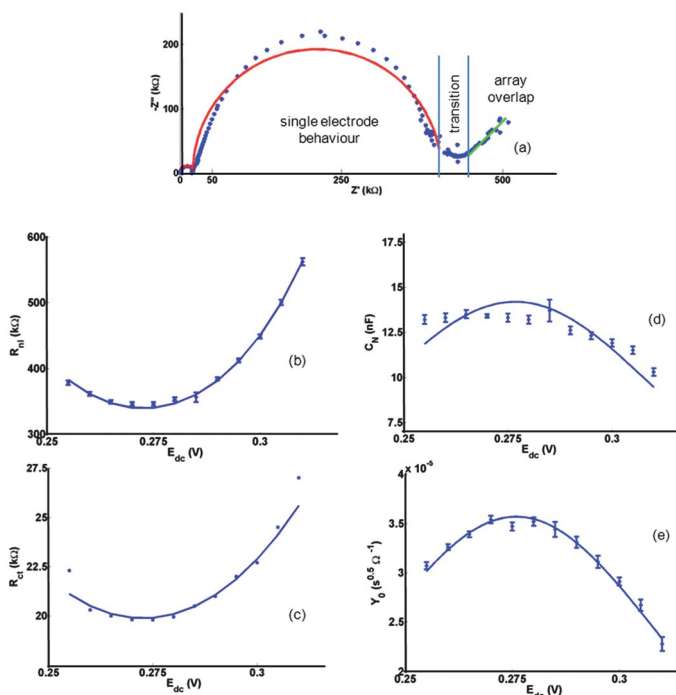 200
100
0
-Z'' (kΩ)
0
50
250
500
Z' (kΩ)
single electrode
behaviour
transition
array
overlap
(a)
600
500
400
300
R_nl (kΩ)
0.25
0.275
0.3
E_dc (V)
(b)
17.5
15
12.5
10
7.5
C_N (nF)
0.25
0.275
0.3
E_dc (V)
(d)
27.5
25
22.5
20
R_ct (kΩ)
0.25
0.275
0.3
E_dc (V)
(c)
4 x 10^-5
3.5
3
2.5
2
Y_0 (s^0.5 Ω^-1)
0.25
0.275
0.3
E_dc (V)
(e)